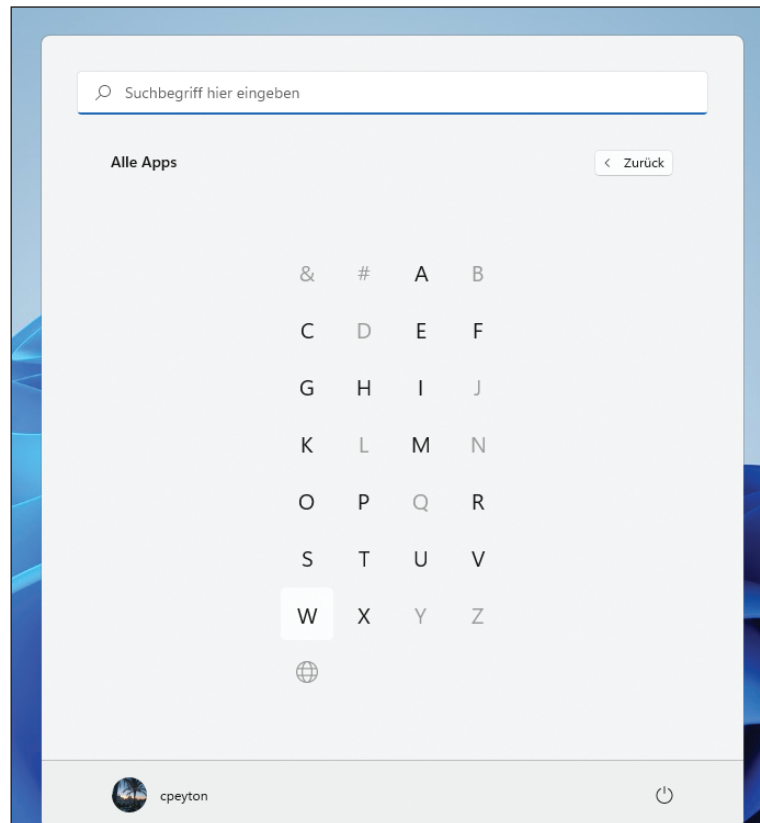 Suchbegriff hier eingeben
Alle Apps
< Zurück
& # A B
C D E F
G H I J
K L M N
O P Q R
S T U V
W X Y Z
cpeyton